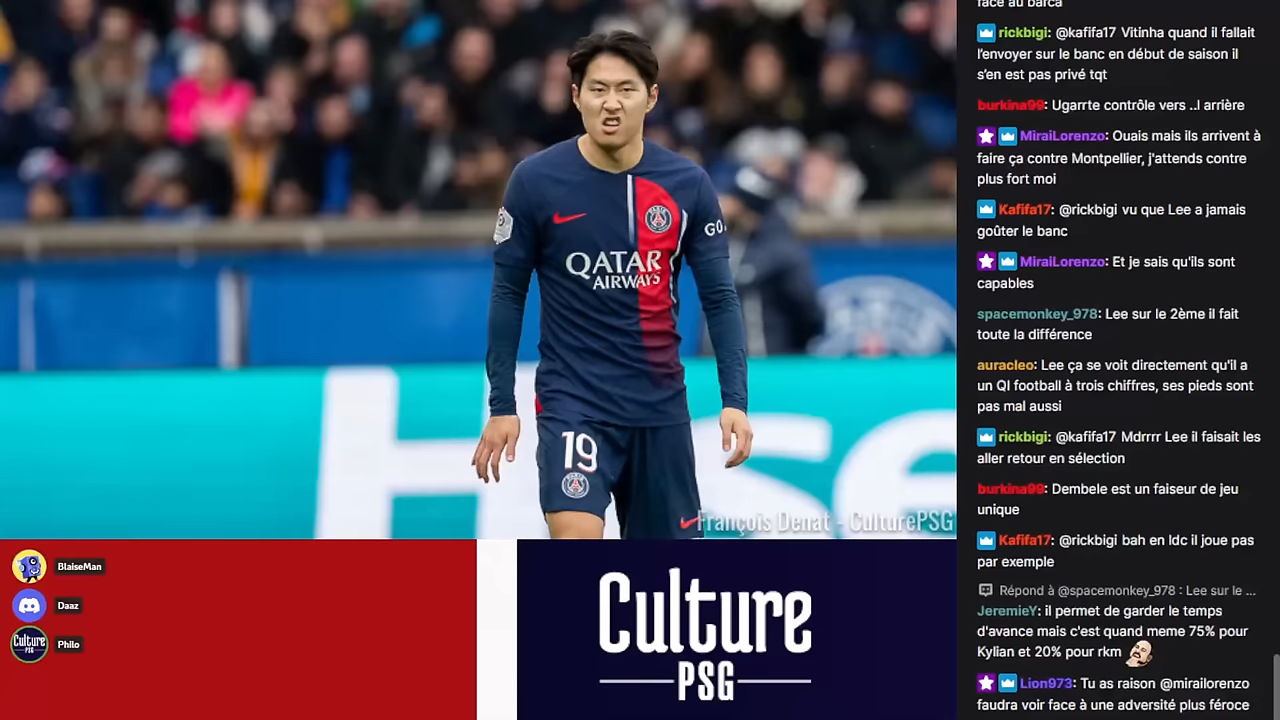 GO
PARIS
QATAR
AIRWAYS
19
François Denat - CulturePSG
BlaiseMan
Daaz
Culture
PSG
Philo
Culture
PSG
face au barca
rickbigi: @kafifa17 Vitinha quand il fallait
l'envoyer sur le banc en début de saison il
s'en est pas privé tqt
burkina99: Ugarrte contrôle vers ..l arrière
MiraiLorenzo: Ouais mais ils arrivent à
faire ça contre Montpellier, j'attends contre
plus fort moi
Kafifa17: @rickbigi vu que Lee a jamais
goûter le banc
MiraiLorenzo: Et je sais qu'ils sont
capables
spacemonkey_978: Lee sur le 2ème il fait
toute la différence
auracleo: Lee ça se voit directement qu'il a
un QI football à trois chiffres, ses pieds sont
pas mal aussi
rickbigi: @kafifa17 Mdrrrr Lee il faisait les
aller retour en sélection
burkina99: Dembele est un faiseur de jeu
unique
Kafifa17: @rickbigi bah en ldc il joue pas
par exemple
Répond à @spacemonkey_978 : Lee sur le ...
JeremieY: il permet de garder le temps
d'avance mais c'est quand meme 75% pour
Kylian et 20% pour rkm
Lion973: Tu as raison @mirailorenzo
faudra voir face à une adversité plus féroce